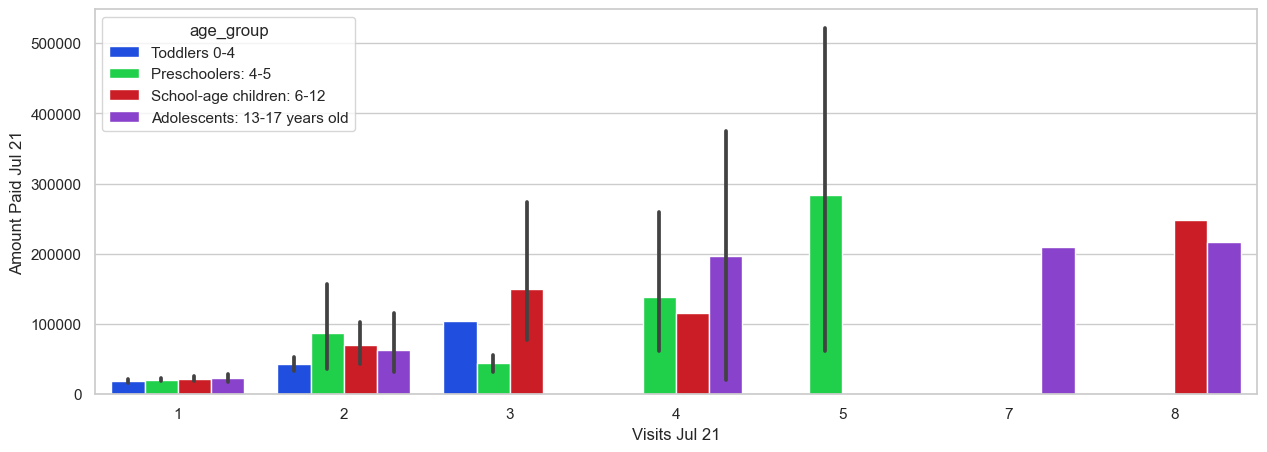 age_group
Toddlers 0-4
Preschoolers: 4-5
School-age children: 6-12
Adolescents: 13-17 years old
Amount Paid Jul 21
500000
400000
300000
200000
100000
0
1 2 3 4 5 7 8
Visits Jul 21